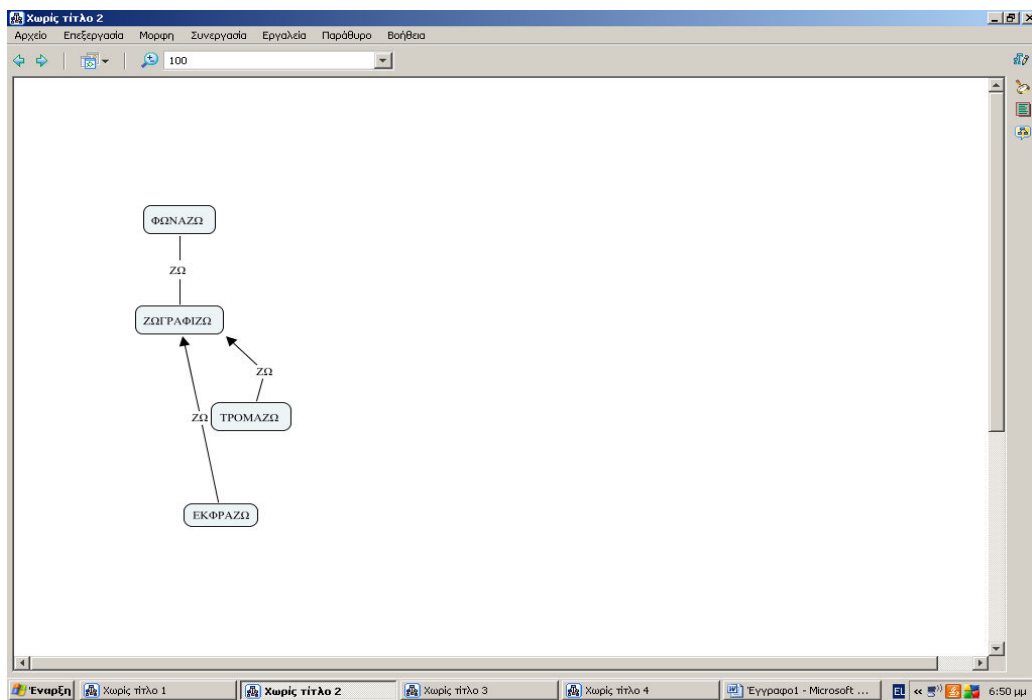 Χωρίς τίτλο 2
Αρχείο Επεξεργασία Μορφη Συνεργασία Εργαλεία Παράθυρο Βοήθεια
100
ΦΩΝΑΖΩ
ΖΩ
ΖΩΓΡΑΦΙΖΩ
ΖΩ
ΖΩ ΤΡΟΜΑΖΩ
ΕΚΦΡΑΖΩ
Έναρξη Χωρίς τίτλο 1 Χωρίς τίτλο 2 Χωρίς τίτλο 3 Χωρίς τίτλο 4 Έγγραφο1 - Microsoft ... EL « 6:50 μμ